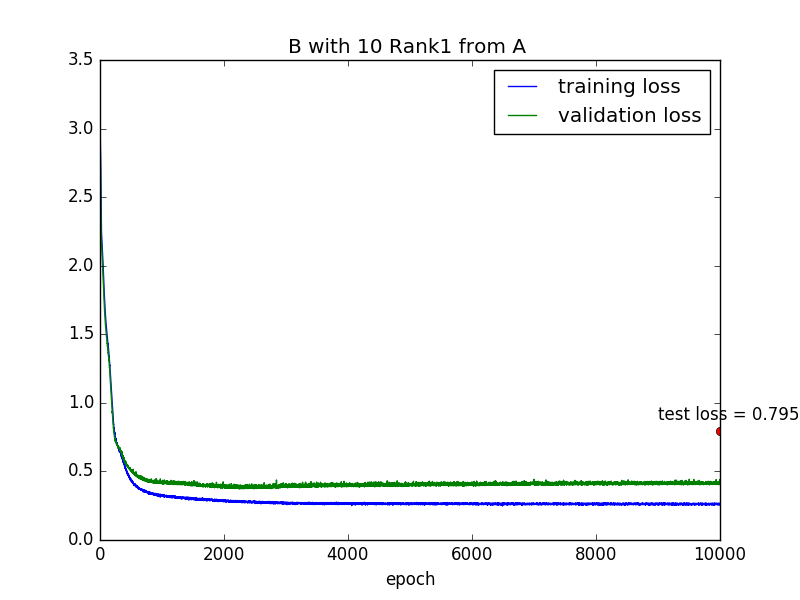 B with 10 Rank1 from A
3.5
3.0
2.5
2.0
1.5
1.0
0.5
0.0
training loss
validation loss
test loss = 0.795
0 2000 4000 6000 8000 10000
epoch